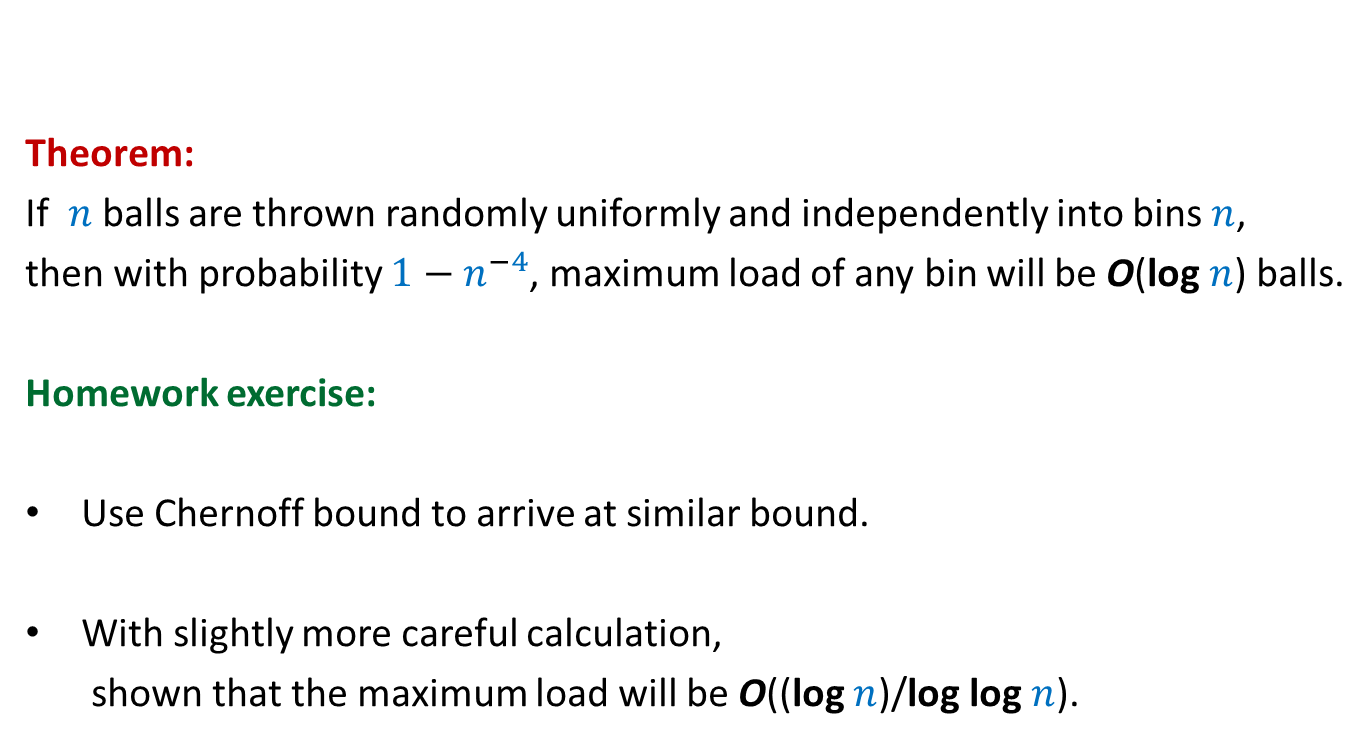 Theorem:
If n balls are thrown randomly uniformly and independently into bins n,
then with probability 1 − n⁻⁴, maximum load of any bin will be O(log n) balls.
Homework exercise:
• Use Chernoff bound to arrive at similar bound.
• With slightly more careful calculation,
shown that the maximum load will be O((log n)/log log n).